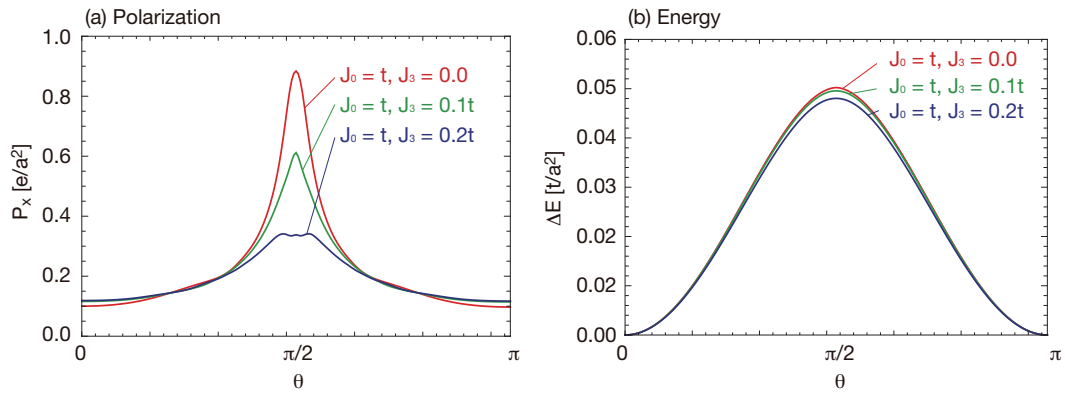 (a) Polarization
1.0
0.8
0.6
0.4
0.2
0.0
Pₓ [e/a²]
J₀ = t, J₃ = 0.0
J₀ = t, J₃ = 0.1t
J₀ = t, J₃ = 0.2t
0
π/2
π
θ
(b) Energy
0.06
0.05
0.04
0.03
0.02
0.01
0.00
ΔE [t/a²]
J₀ = t, J₃ = 0.0
J₀ = t, J₃ = 0.1t
J₀ = t, J₃ = 0.2t
0
π/2
π
θ